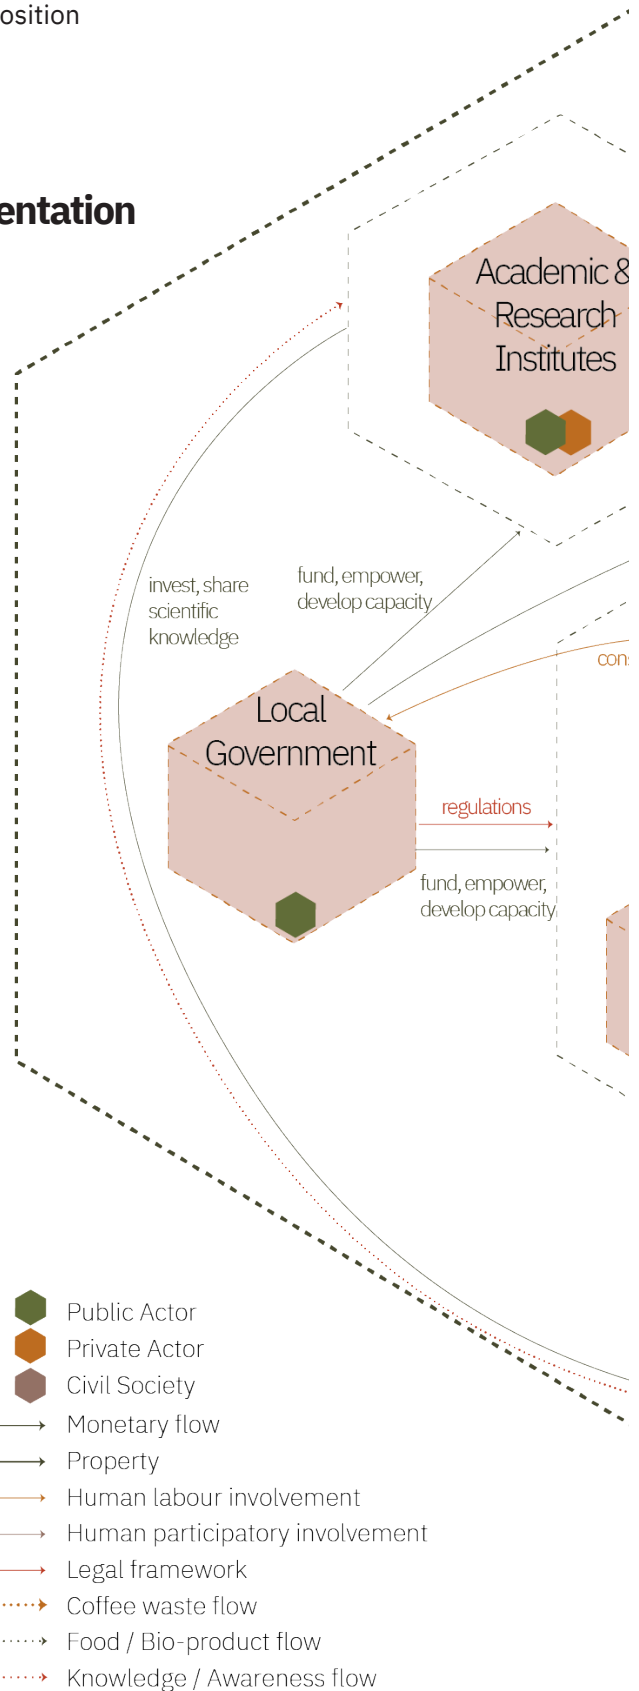 osition
entation
Academic &
Research
Institutes
invest, share
scientific
knowledge
fund, empower,
develop capacity
cons
Local
Government
regulations
fund, empower,
develop capacity
Public Actor
Private Actor
Civil Society
Monetary flow
Property
Human labour involvement
Human participatory involvement
Legal framework
Coffee waste flow
Food / Bio-product flow
Knowledge / Awareness flow